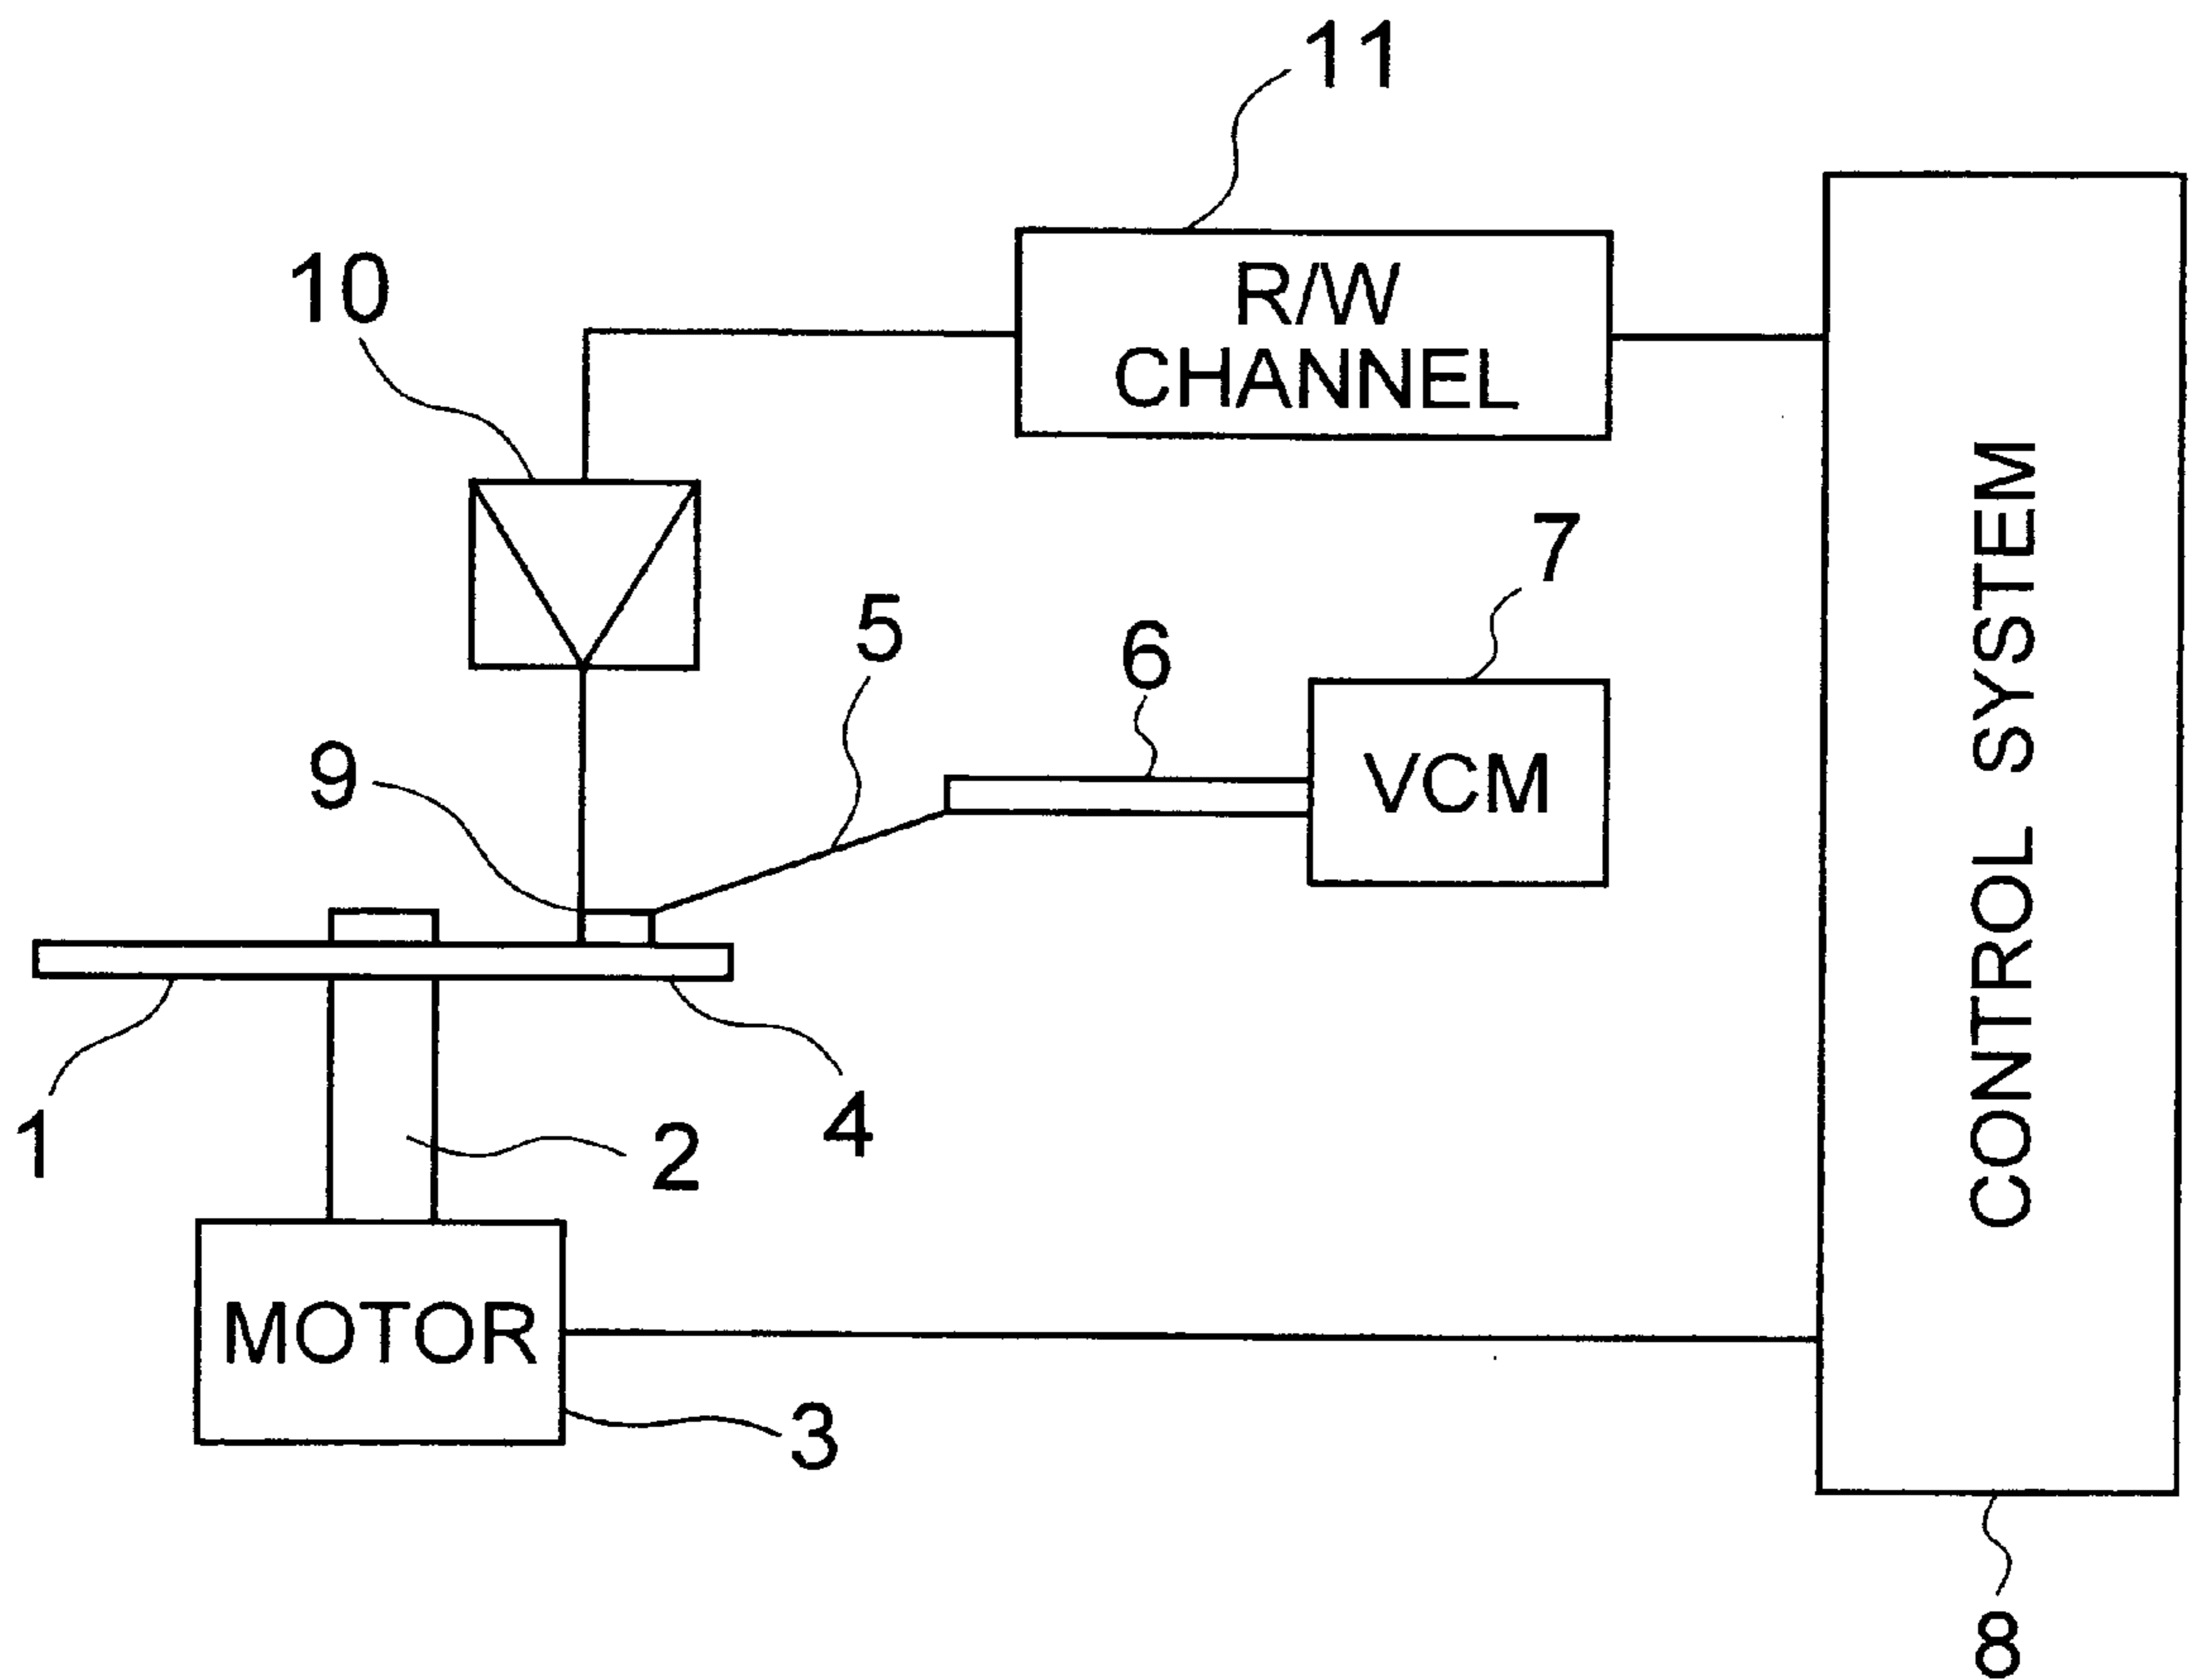 11
10
R/W
CHANNEL
7
5
6
9
VCM
CONTROL SYSTEM
1
4
2
MOTOR
3
8